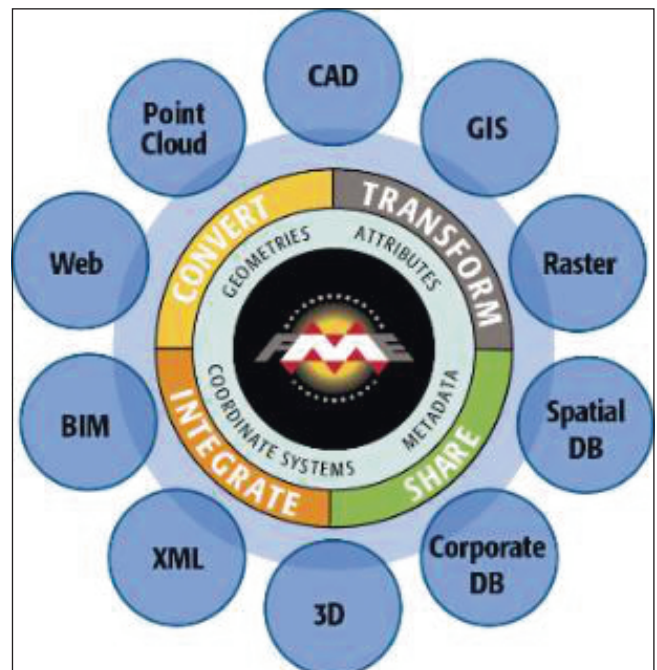 CAD
GIS
Raster
Spatial
DB
Corporate
DB
3D
XML
BIM
Web
Point
Cloud
CONVERT
TRANSFORM
SHARE
INTEGRATE
GEOMETRIES
ATTRIBUTES
METADATA
COORDINATE SYSTEMS
FME